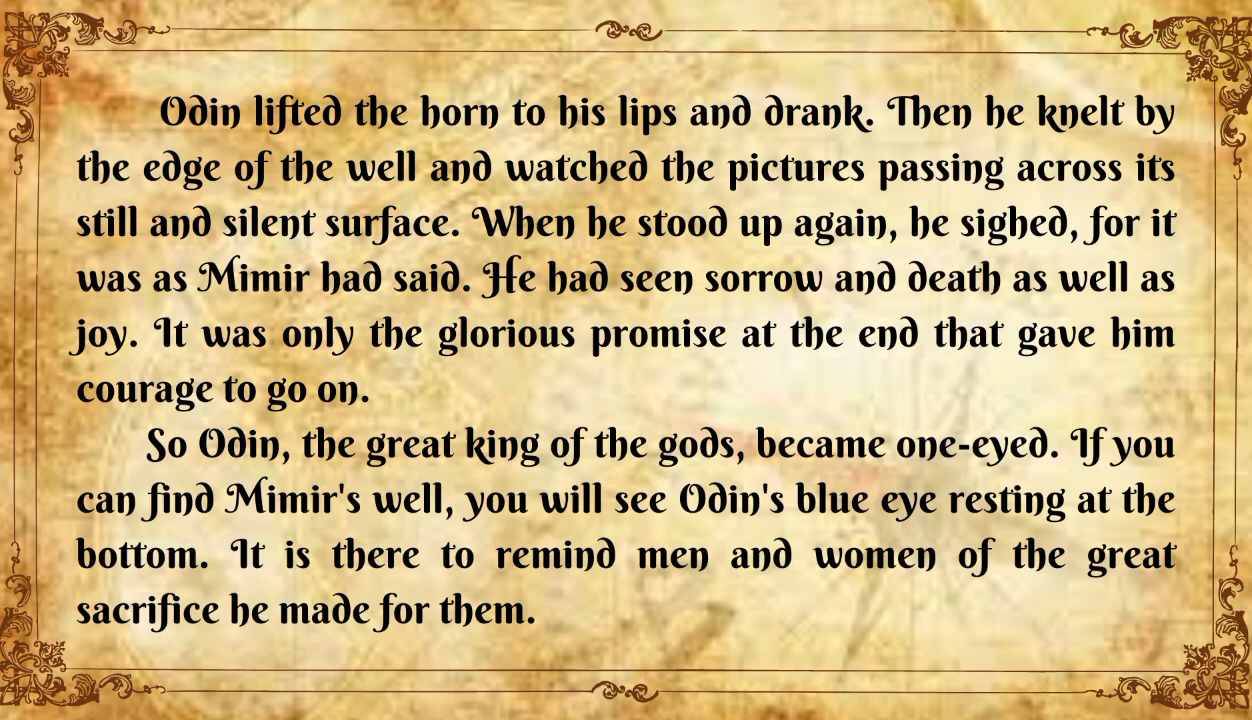 Odin lifted the horn to his lips and drank. Then he knelt by
the edge of the well and watched the pictures passing across its
still and silent surface. When he stood up again, he sighed, for it
was as Mimir had said. He had seen sorrow and death as well as
joy. It was only the glorious promise at the end that gave him
courage to go on.
So Odin, the great king of the gods, became one-eyed. If you
can find Mimir's well, you will see Odin's blue eye resting at the
bottom. It is there to remind men and women of the great
sacrifice he made for them.